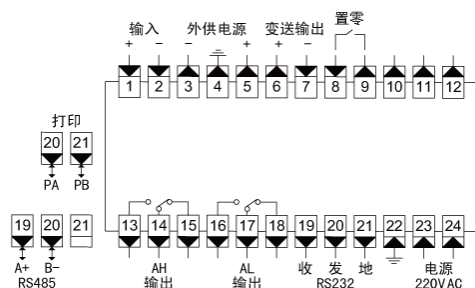 输入 外供电源 变送输出 置零
+ − − + + −
1 2 3 4 5 6 7 8 9 10 11 12
打印
20 21
PA PB
13 14 15 16 17 18 19 20 21 22 23 24
19 20 21
A+ B-
RS485
AH
输出
AL
输出
收 发 地
RS232
电源
220VAC